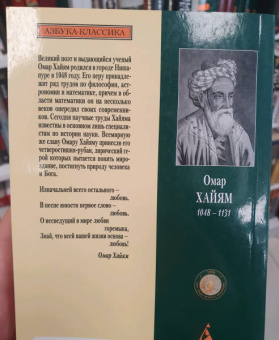 АЗБУКА-КЛАССИКА
Великий поэт и выдающийся ученый
Омар Хайям родился в городе Ниша-
пуре в 1048 году. Его перу принадле-
жит ряд трудов по философии, аст-
рономии и математике, причем в об-
ласти математики он на несколько
веков опередил своих современни-
ков. Сегодня научные труды Хайяма
известны в основном лишь специали-
стам по истории науки. Всемирную
же славу Омару Хайяму принесли его
четверостишия-рубаи, лирический ге-
рой которых пытается понять миро-
здание, постигнуть природу человека
и Бога.
Изначальней всего остального –
любовь.
В песне юности первое слово –
любовь.
О несведущий в мире любви
горемыка,
Знай, что всей нашей жизни основа –
любовь!
Омар Хайям
Омар
ХАЙЯМ
1048 – 1131